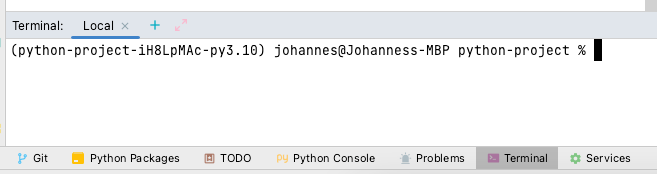 Terminal: Local
(python-project-iH8LpMAc-py3.10) johannes@Johanness-MBP python-project %
Git Python Packages TODO Python Console Problems Terminal Services